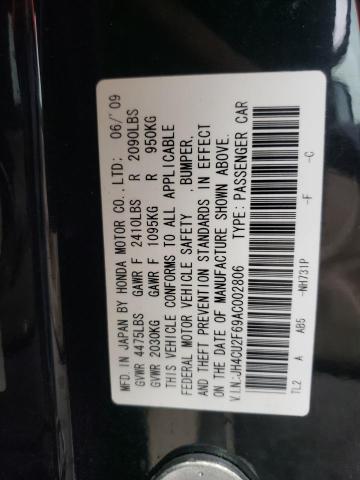 MFD. IN JAPAN BY HONDA MOTOR CO., LTD; 06/'09
GVWR 4475LBS GAWR F 2410LBS R 2090LBS
GVWR 2030KG GAWR F 1095KG R 950KG
THIS VEHICLE CONFORMS TO ALL APPLICABLE
FEDERAL MOTOR VEHICLE SAFETY , BUMPER,
AND THEFT PREVENTION STANDARDS IN EFFECT
ON THE DATE OF MANUFACTURE SHOWN ABOVE.
V.I.N.JH4CU2F69AC002806 TYPE:PASSENGER CAR
AB5 -NH731P -F -C
TL2 A